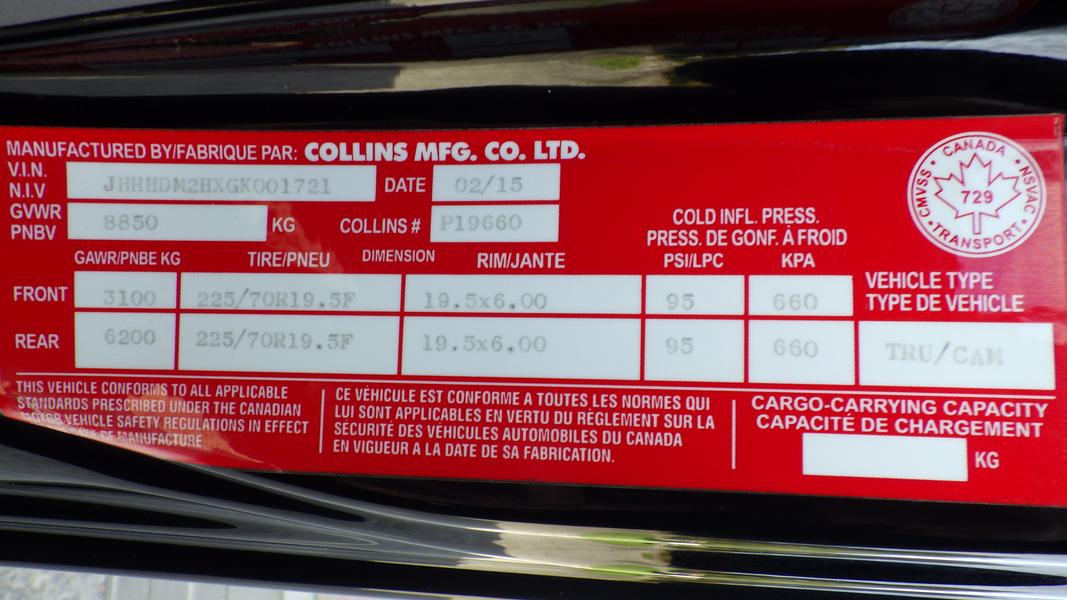 MANUFACTURED BY/FABRIQUE PAR: COLLINS MFG. CO. LTD.
V.I.N. N.I.V JHHHDM2HXGK001721 DATE 02/15
GVWR PNBV 8850 KG COLLINS # P19660
CANADA • NSVAC • TRANSPORT • CMVSS •
729
COLD INFL. PRESS.
PRESS. DE GONF. À FROID
GAWR/PNBE KG TIRE/PNEU DIMENSION RIM/JANTE PSI/LPC KPA
FRONT 3100 225/70R19.5F 19.5x6.00 95 660
VEHICLE TYPE
TYPE DE VEHICLE
REAR 6200 225/70R19.5F 19.5x6.00 95 660 TRU/CAM
THIS VEHICLE CONFORMS TO ALL APPLICABLE
STANDARDS PRESCRIBED UNDER THE CANADIAN
MOTOR VEHICLE SAFETY REGULATIONS IN EFFECT
OF MANUFACTURE.
CE VÉHICULE EST CONFORME A TOUTES LES NORMES QUI
LUI SONT APPLICABLES EN VERTU DU RÈGLEMENT SUR LA
SÉCURITÉ DES VÉHICULES AUTOMOBILES DU CANADA
EN VIGUEUR A LA DATE DE SA FABRICATION.
CARGO-CARRYING CAPACITY
CAPACITÉ DE CHARGEMENT
KG